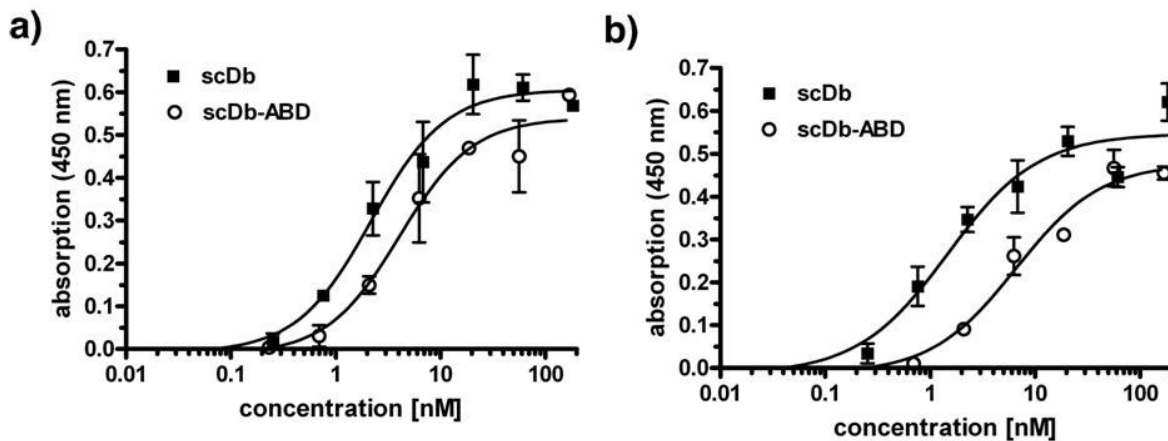 a)
0.7
0.6
0.5
0.4
0.3
0.2
0.1
0.0
absorption (450 nm)
scDb
scDb-ABD
0.01 0.1 1 10 100
concentration [nM]
b)
0.7
0.6
0.5
0.4
0.3
0.2
0.1
0.0
absorption (450 nm)
scDb
scDb-ABD
0.01 0.1 1 10 100
concentration [nM]